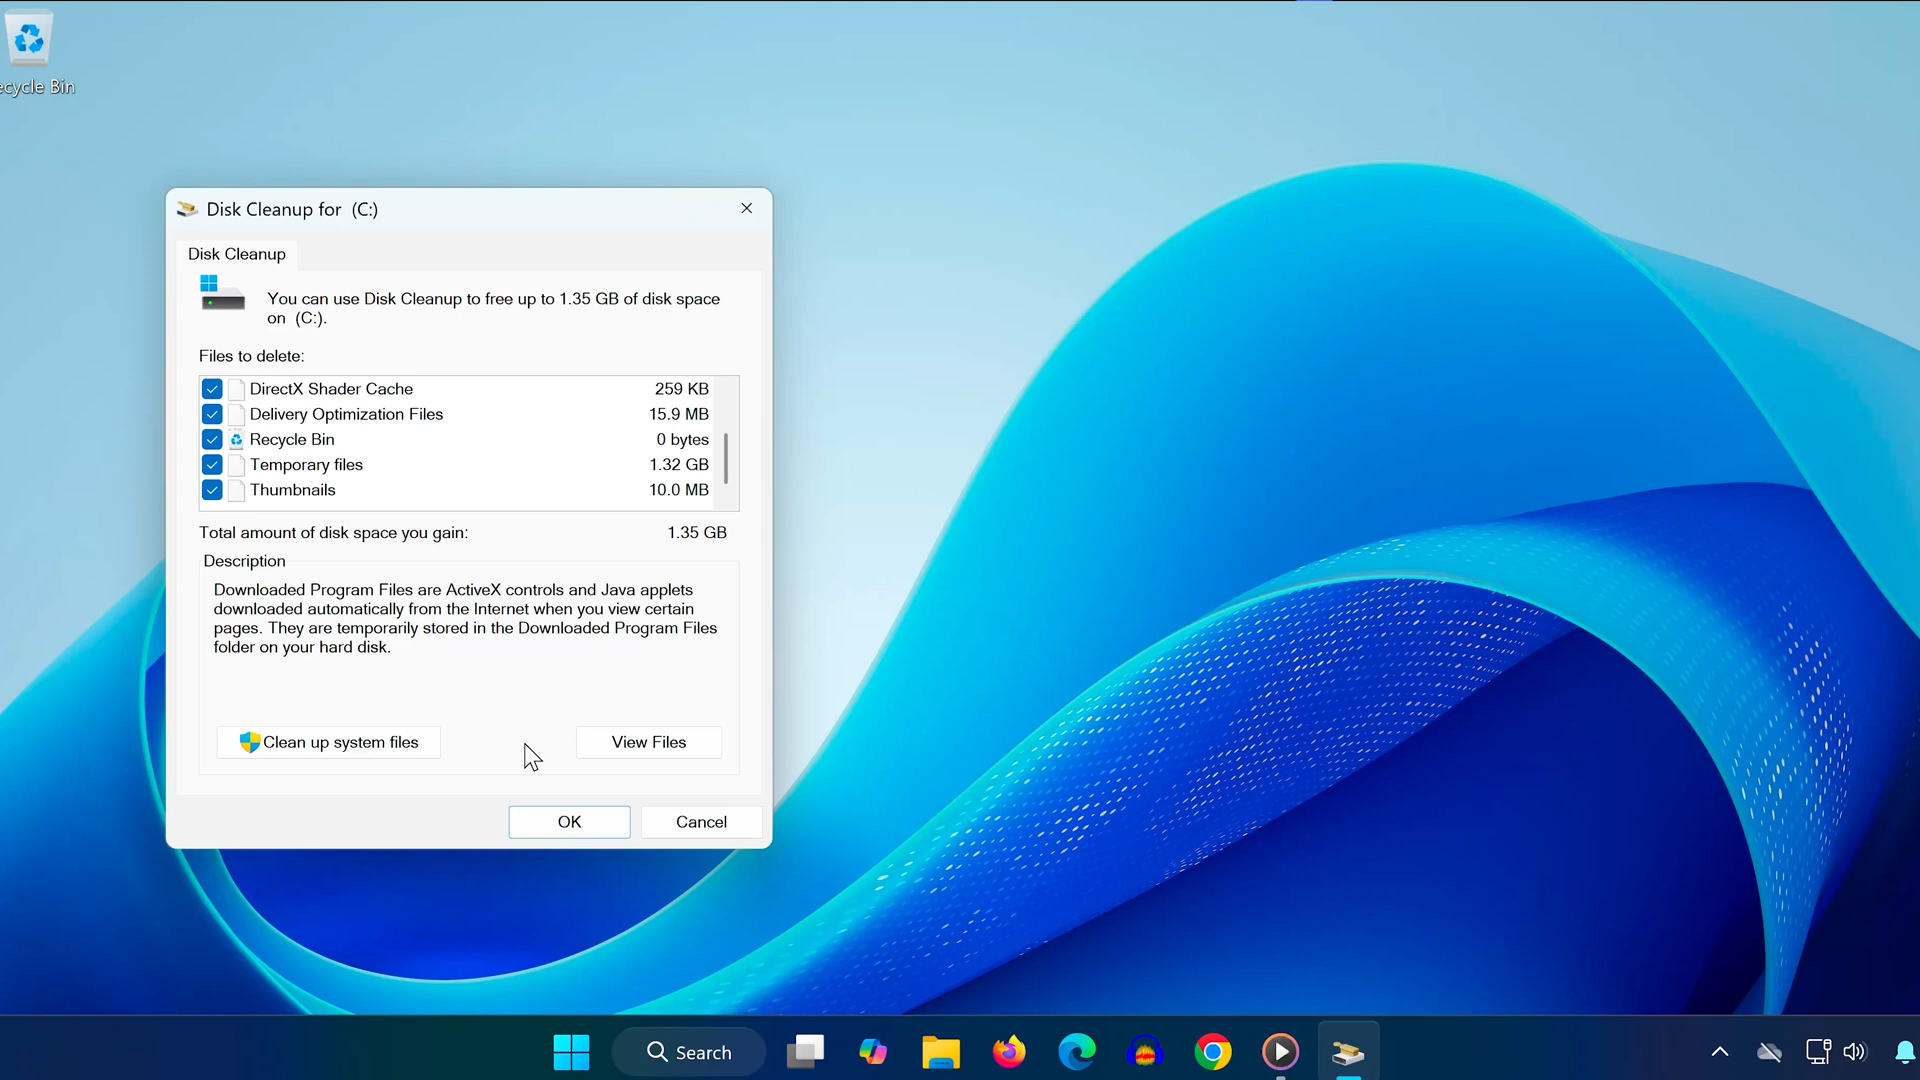 ecycle Bin
Disk Cleanup for (C:)
Disk Cleanup
You can use Disk Cleanup to free up to 1.35 GB of disk space
on (C:).
Files to delete:
DirectX Shader Cache 259 KB
Delivery Optimization Files 15.9 MB
Recycle Bin 0 bytes
Temporary files 1.32 GB
Thumbnails 10.0 MB
Total amount of disk space you gain: 1.35 GB
Description
Downloaded Program Files are ActiveX controls and Java applets
downloaded automatically from the Internet when you view certain
pages. They are temporarily stored in the Downloaded Program Files
folder on your hard disk.
Clean up system files View Files
OK Cancel
Search